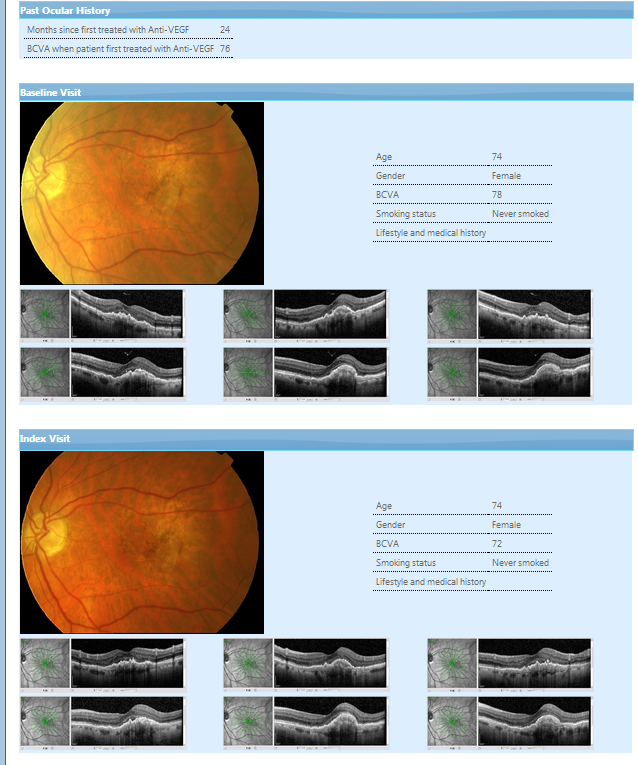 Past Ocular History
Months since first treated with Anti-VEGF 24
BCVA when patient first treated with Anti-VEGF 76
Baseline Visit
Age 74
Gender Female
BCVA 78
Smoking status Never smoked
Lifestyle and medical history
Index Visit
Age 74
Gender Female
BCVA 72
Smoking status Never smoked
Lifestyle and medical history